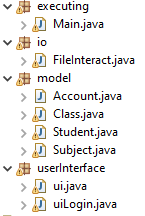 executing
Main.java
io
FileInteract.java
model
Account.java
Class.java
Student.java
Subject.java
userInterface
ui.java
uiLogin.java